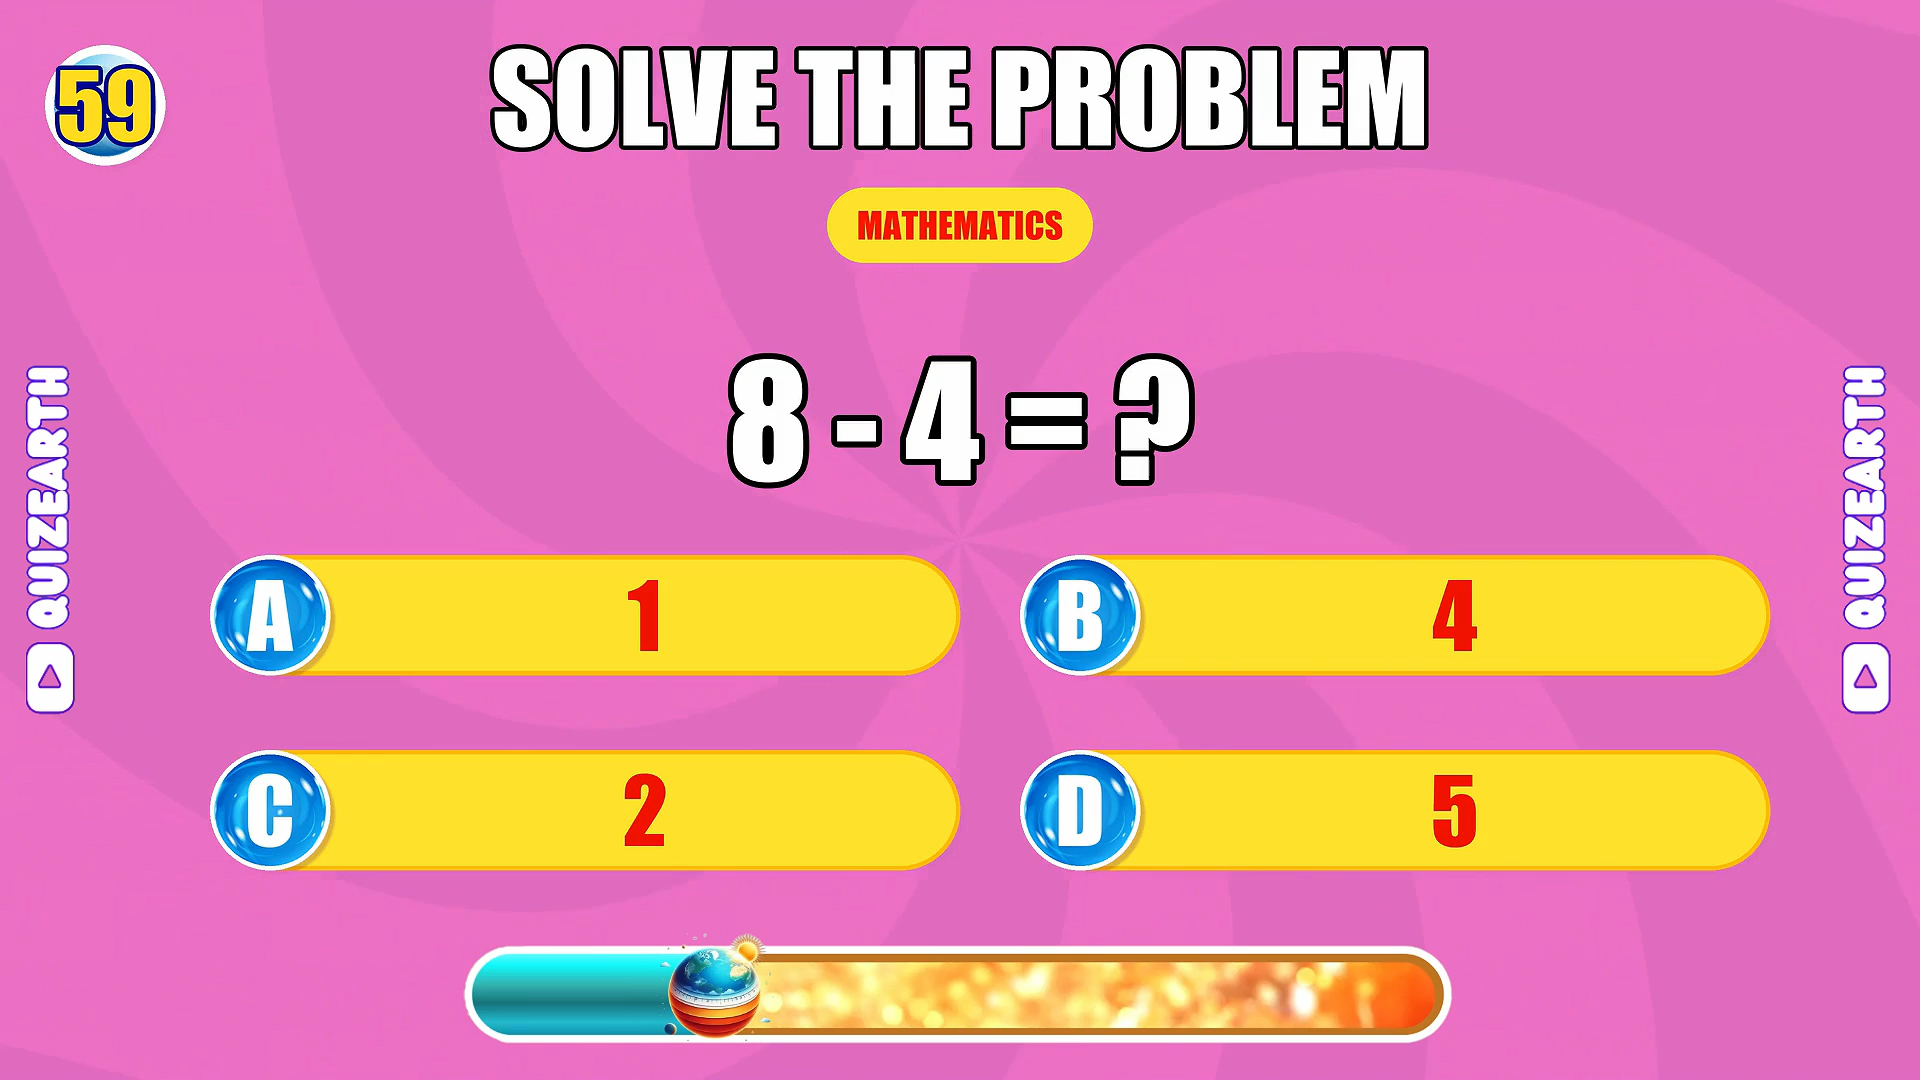 59
SOLVE THE PROBLEM
MATHEMATICS
8 - 4 = ?
A 1
B 4
C 2
D 5
QUIZEARTH
QUIZEARTH